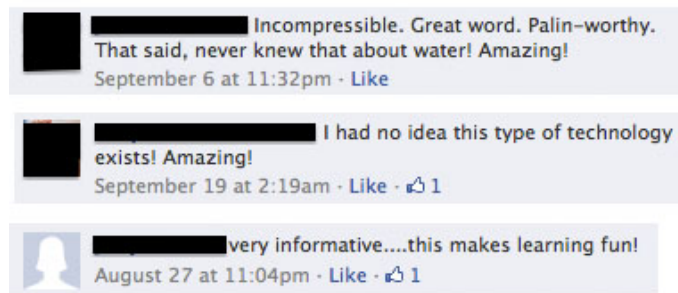 Incompressible. Great word. Palin-worthy.
That said, never knew that about water! Amazing!
September 6 at 11:32pm · Like
I had no idea this type of technology
exists! Amazing!
September 19 at 2:19am · Like · 1
very informative....this makes learning fun!
August 27 at 11:04pm · Like · 1